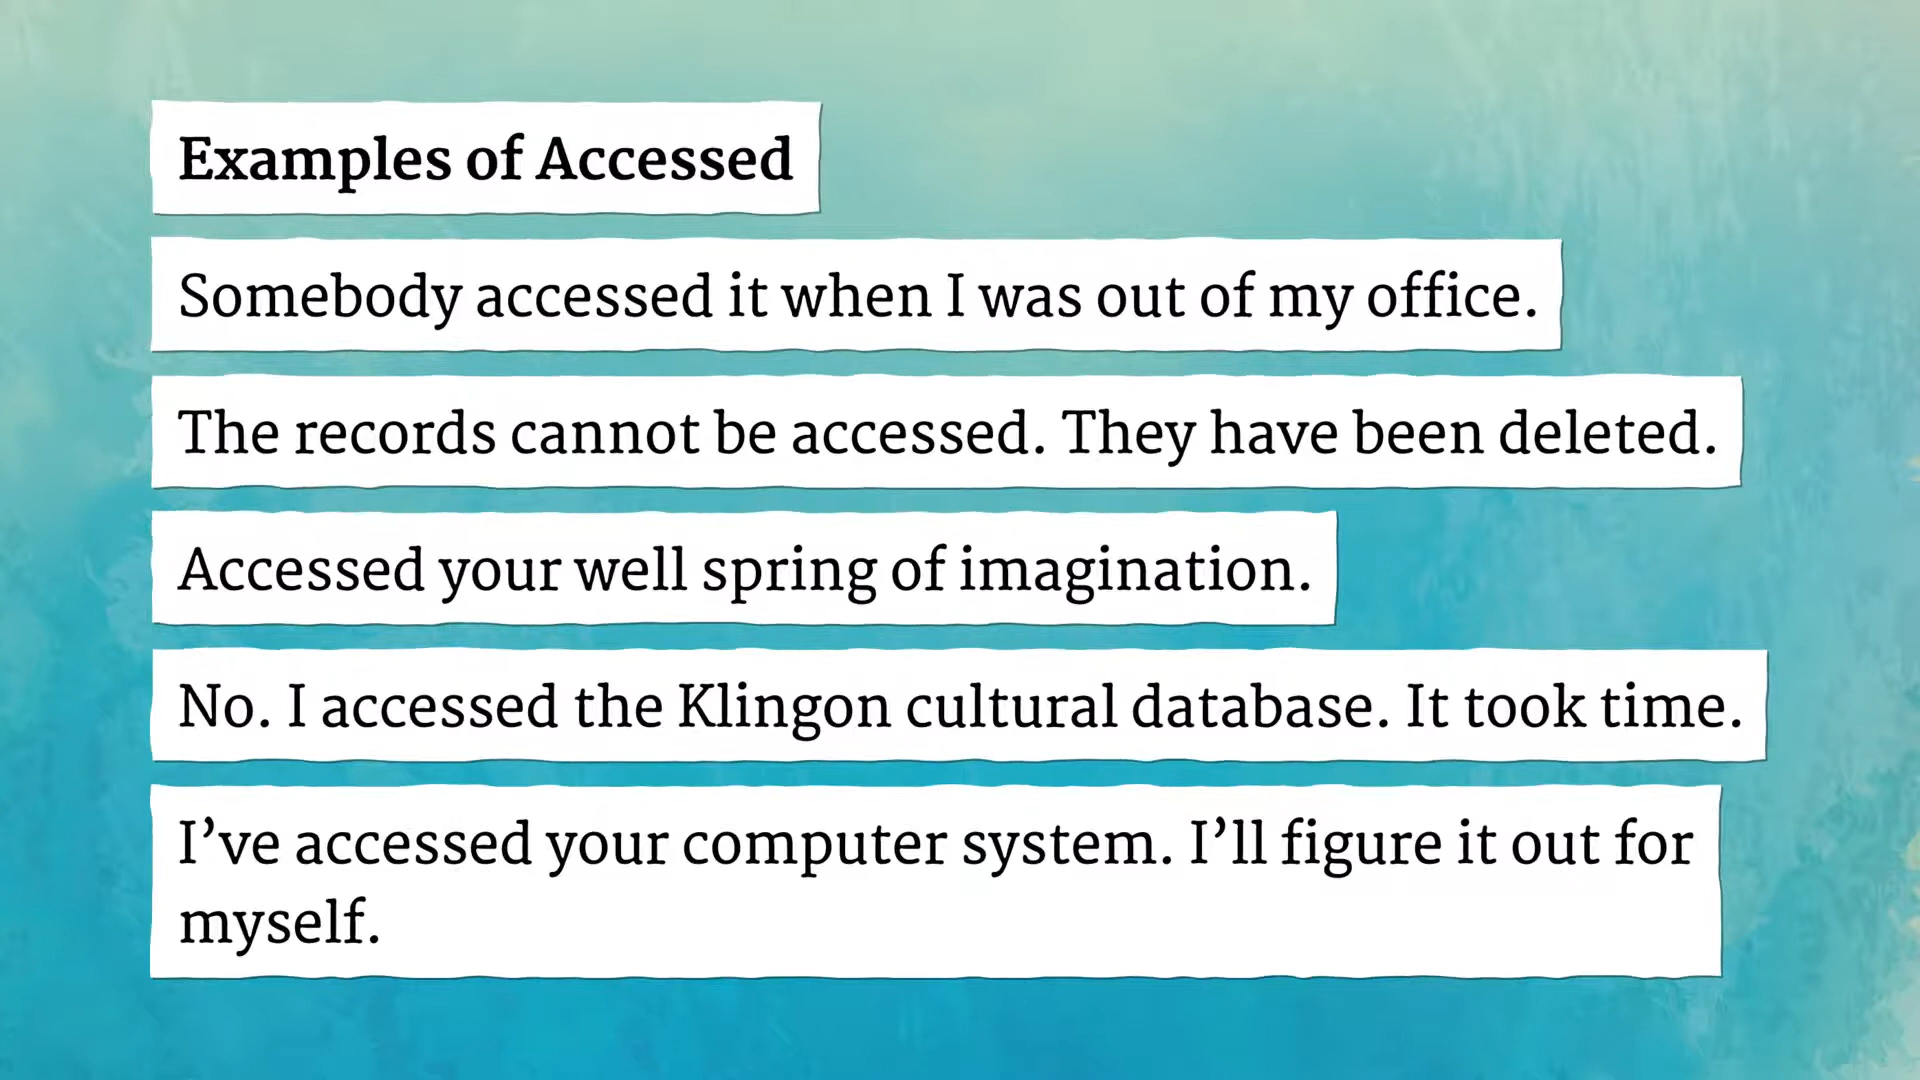 Examples of Accessed
Somebody accessed it when I was out of my office.
The records cannot be accessed. They have been deleted.
Accessed your well spring of imagination.
No. I accessed the Klingon cultural database. It took time.
I’ve accessed your computer system. I’ll figure it out for
myself.